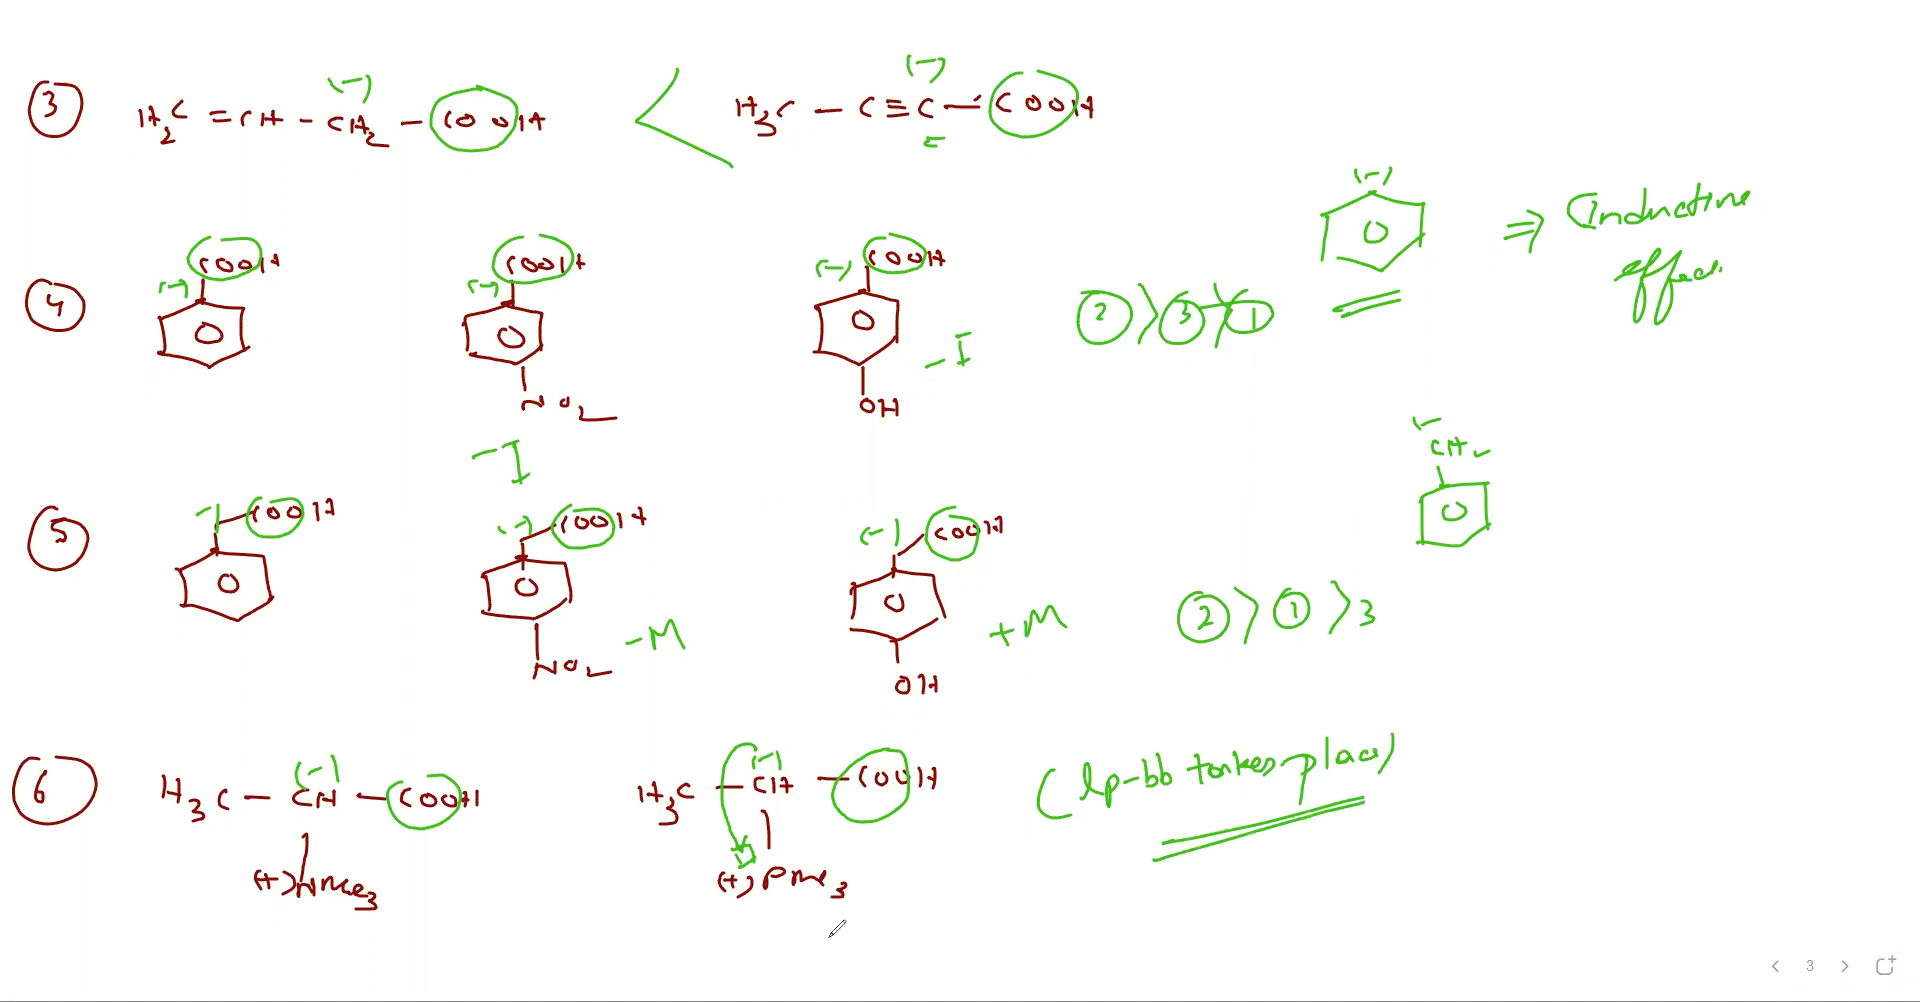 3 H2C = CH - CH2 - COOH < H3C - C≡C - COOH
(-) (-)
(-) ⇒ Inductive effect
4 COOH COOH COOH
(-) (-) (-)
NO2 OH
-I -I
2 > 3 > 1
(-) CH2
5 COOH COOH COOH
(-) (-) (-)
NO2 OH
-M +M
2 > 1 > 3
6 H3C - CH - COOH H3C - CH - COOH (lp-bb takes place)
(-) (-)
(+)NMe3 (+)PMe3
3